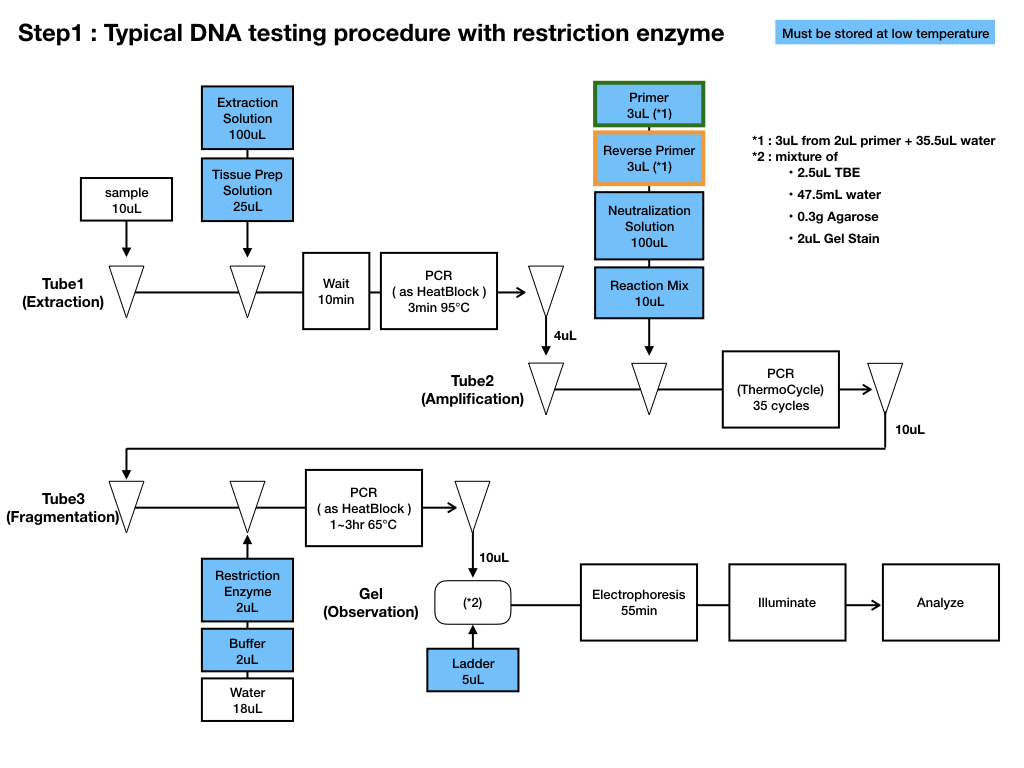 Step1 : Typical DNA testing procedure with restriction enzyme
Must be stored at low temperature
Extraction
Solution
100uL
Tissue Prep
Solution
25uL
sample
10uL
Primer
3uL (*1)
Reverse Primer
3uL (*1)
Neutralization
Solution
100uL
Reaction Mix
10uL
*1 : 3uL from 2uL primer + 35.5uL water
*2 : mixture of
・2.5uL TBE
・47.5mL water
・0.3g Agarose
・2uL Gel Stain
Tube1
(Extraction)
Wait
10min
PCR
( as HeatBlock )
3min 95°C
4uL
Tube2
(Amplification)
PCR
(ThermoCycle)
35 cycles
10uL
Tube3
(Fragmentation)
PCR
( as HeatBlock )
1~3hr 65°C
10uL
Restriction
Enzyme
2uL
Buffer
2uL
Water
18uL
Gel
(Observation)
(*2)
Ladder
5uL
Electrophoresis
55min
Illuminate
Analyze